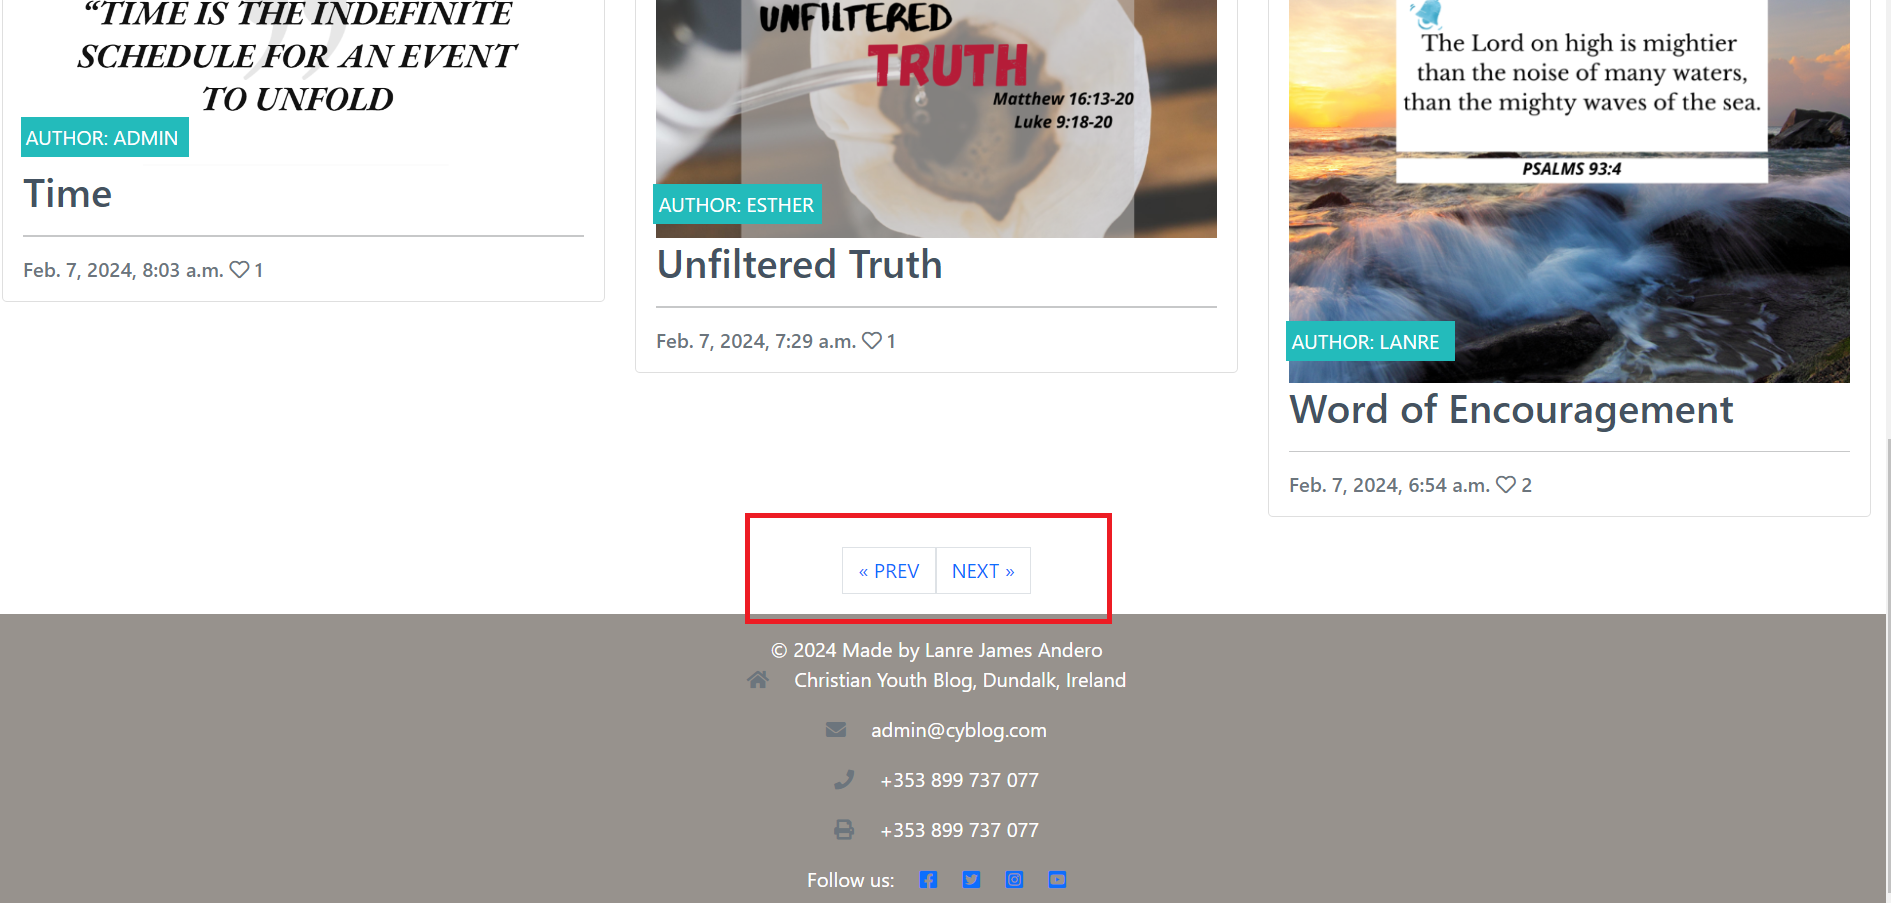 “TIME IS THE INDEFINITE
SCHEDULE FOR AN EVENT
TO UNFOLD
AUTHOR: ADMIN
Time
Feb. 7, 2024, 8:03 a.m. 1
UNFILTERED
TRUTH
Matthew 16:13-20
Luke 9:18-20
AUTHOR: ESTHER
Unfiltered Truth
Feb. 7, 2024, 7:29 a.m. 1
The Lord on high is mightier
than the noise of many waters,
than the mighty waves of the sea.
PSALMS 93:4
AUTHOR: LANRE
Word of Encouragement
Feb. 7, 2024, 6:54 a.m. 2
« PREV
NEXT »
© 2024 Made by Lanre James Andero
Christian Youth Blog, Dundalk, Ireland
admin@cyblog.com
+353 899 737 077
+353 899 737 077
Follow us: